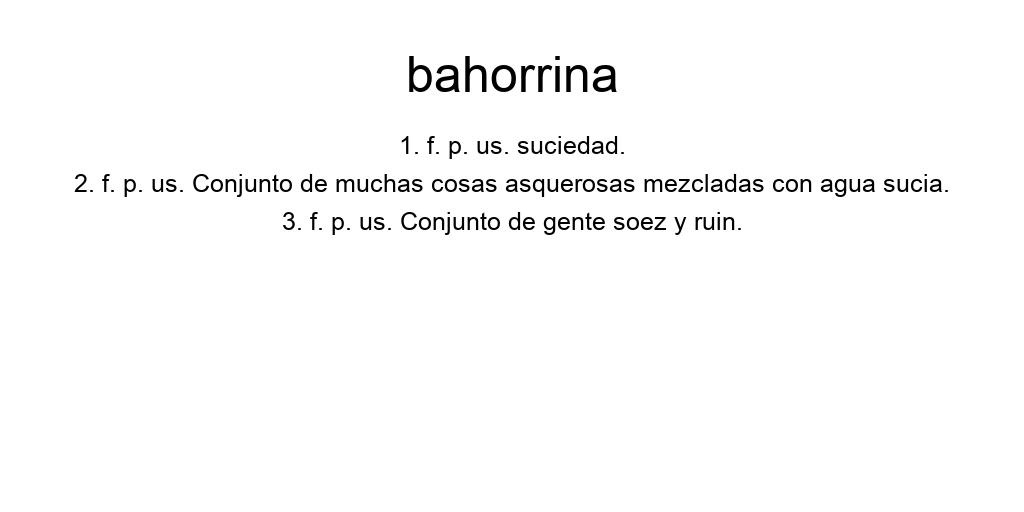 bahorrina
1. f. p. us. suciedad.
2. f. p. us. Conjunto de muchas cosas asquerosas mezcladas con agua sucia.
3. f. p. us. Conjunto de gente soez y ruin.